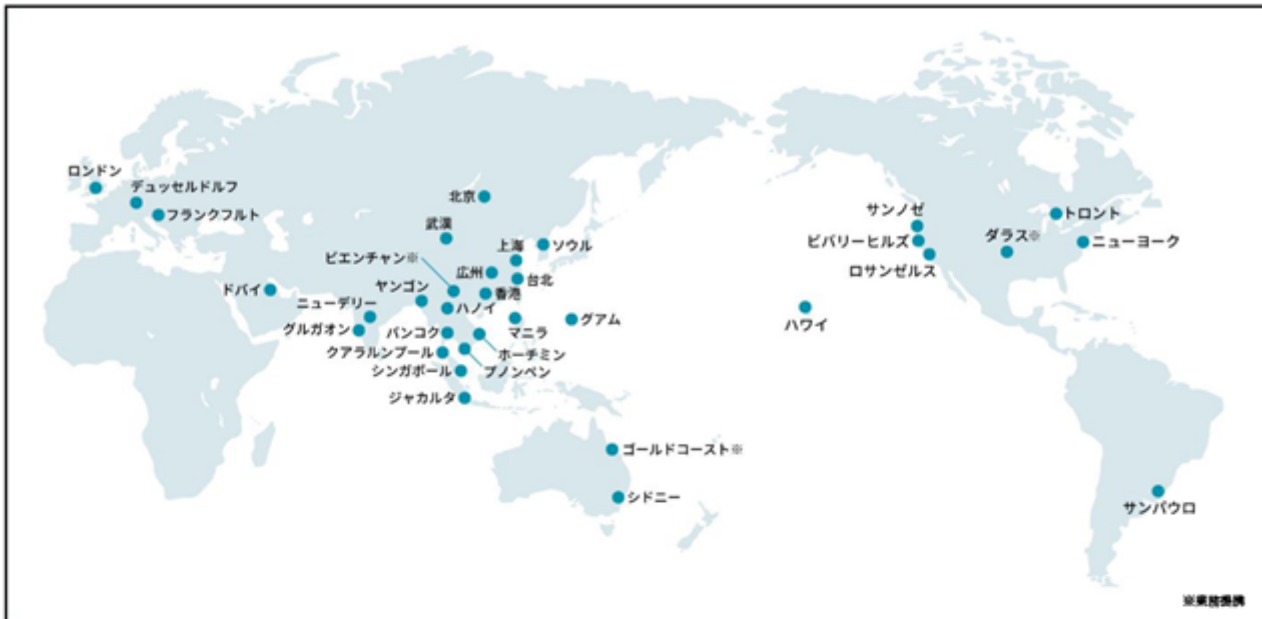 ロンドン
デュッセルドルフ
フランクフルト
北京
武漢
上海
ソウル
ビエンチャン※
広州
台北
ヤンゴン
香港
ドバイ
ニューデリー
ハノイ
グルガオン
バンコク
マニラ
グアム
クアラルンプール
ホーチミン
シンガポール
プノンペン
ジャカルタ
ゴールドコースト※
シドニー
ハワイ
サンノゼ
ビバリーヒルズ
ロサンゼルス
ダラス※
トロント
ニューヨーク
サンパウロ
※業務提携